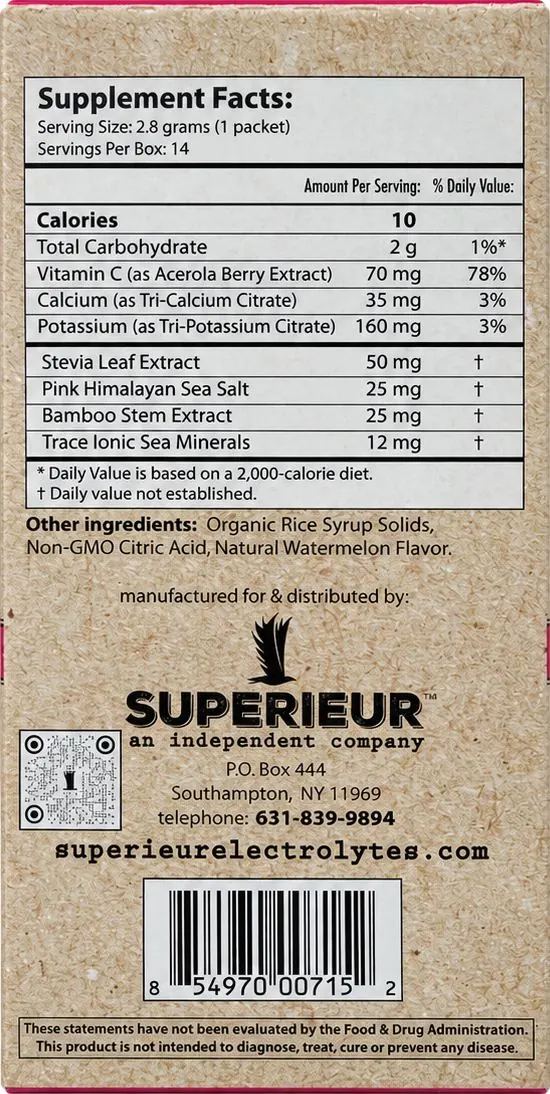 Supplement Facts:
Serving Size: 2.8 grams (1 packet)
Servings Per Box: 14
Amount Per Serving: % Daily Value:
Calories 10
Total Carbohydrate 2 g 1%*
Vitamin C (as Acerola Berry Extract) 70 mg 78%
Calcium (as Tri-Calcium Citrate) 35 mg 3%
Potassium (as Tri-Potassium Citrate) 160 mg 3%
Stevia Leaf Extract 50 mg †
Pink Himalayan Sea Salt 25 mg †
Bamboo Stem Extract 25 mg †
Trace Ionic Sea Minerals 12 mg †
* Daily Value is based on a 2,000-calorie diet.
† Daily value not established.
Other ingredients: Organic Rice Syrup Solids,
Non-GMO Citric Acid, Natural Watermelon Flavor.
manufactured for & distributed by:
SUPERIEUR™
an independent company
P.O. Box 444
Southampton, NY 11969
telephone: 631-839-9894
superieurelectrolytes.com
8 54970 00715 2
These statements have not been evaluated by the Food & Drug Administration.
This product is not intended to diagnose, treat, cure or prevent any disease.